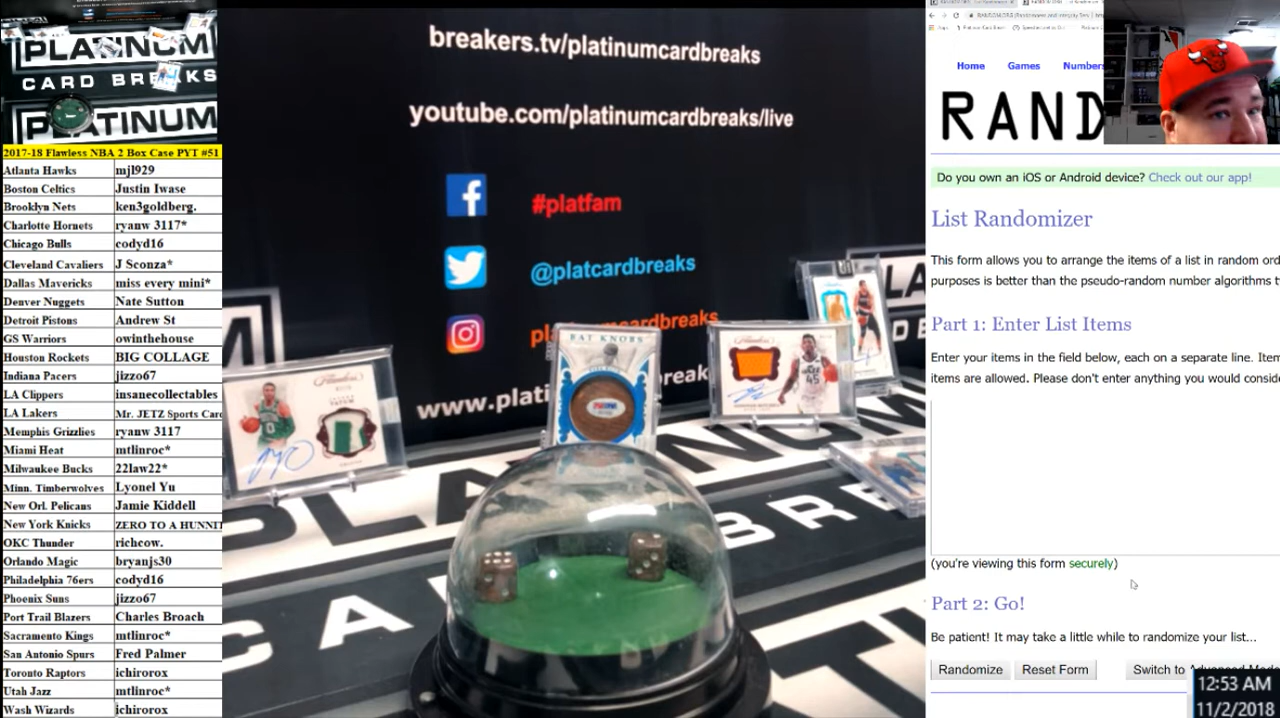 PLATINUM
CARD BREAKS
PLATINUM
2017-18 Flawless NBA 2 Box Case PYT #51
Atlanta Hawks mjl929
Boston Celtics Justin Iwase
Brooklyn Nets ken3goldberg.
Charlotte Hornets ryanw 3117*
Chicago Bulls codyd16
Cleveland Cavaliers J Sconza*
Dallas Mavericks miss every mini*
Denver Nuggets Nate Sutton
Detroit Pistons Andrew St
GS Warriors owinthehouse
Houston Rockets BIG COLLAGE
Indiana Pacers jizzo67
LA Clippers insanecollectables
LA Lakers Mr. JETZ Sports Card
Memphis Grizzlies ryanw 3117
Miami Heat mtlinroc*
Milwaukee Bucks 22law22*
Minn. Timberwolves Lyonel Yu
New Orl. Pelicans Jamie Kiddell
New York Knicks ZERO TO A HUNNIT
OKC Thunder richcow.
Orlando Magic bryanjs30
Philadelphia 76ers codyd16
Phoenix Suns jizzo67
Port Trail Blazers Charles Broach
Sacramento Kings mtlinroc*
San Antonio Spurs Fred Palmer
Toronto Raptors ichirorox
Utah Jazz mtlinroc*
Wash Wizards ichirorox
breakers.tv/platinumcardbreaks
youtube.com/platinumcardbreaks/live
#platfam
@platcardbreaks
BAT KNOBS
Home Games Numbers
RAND
Do you own an iOS or Android device? Check out our app!
List Randomizer
This form allows you to arrange the items of a list in random ord
purposes is better than the pseudo-random number algorithms t
Part 1: Enter List Items
Enter your items in the field below, each on a separate line. Item
items are allowed. Please don't enter anything you would conside
(you're viewing this form securely)
Part 2: Go!
Be patient! It may take a little while to randomize your list...
Randomize Reset Form Switch to Advanced Mode
12:53 AM
11/2/2018